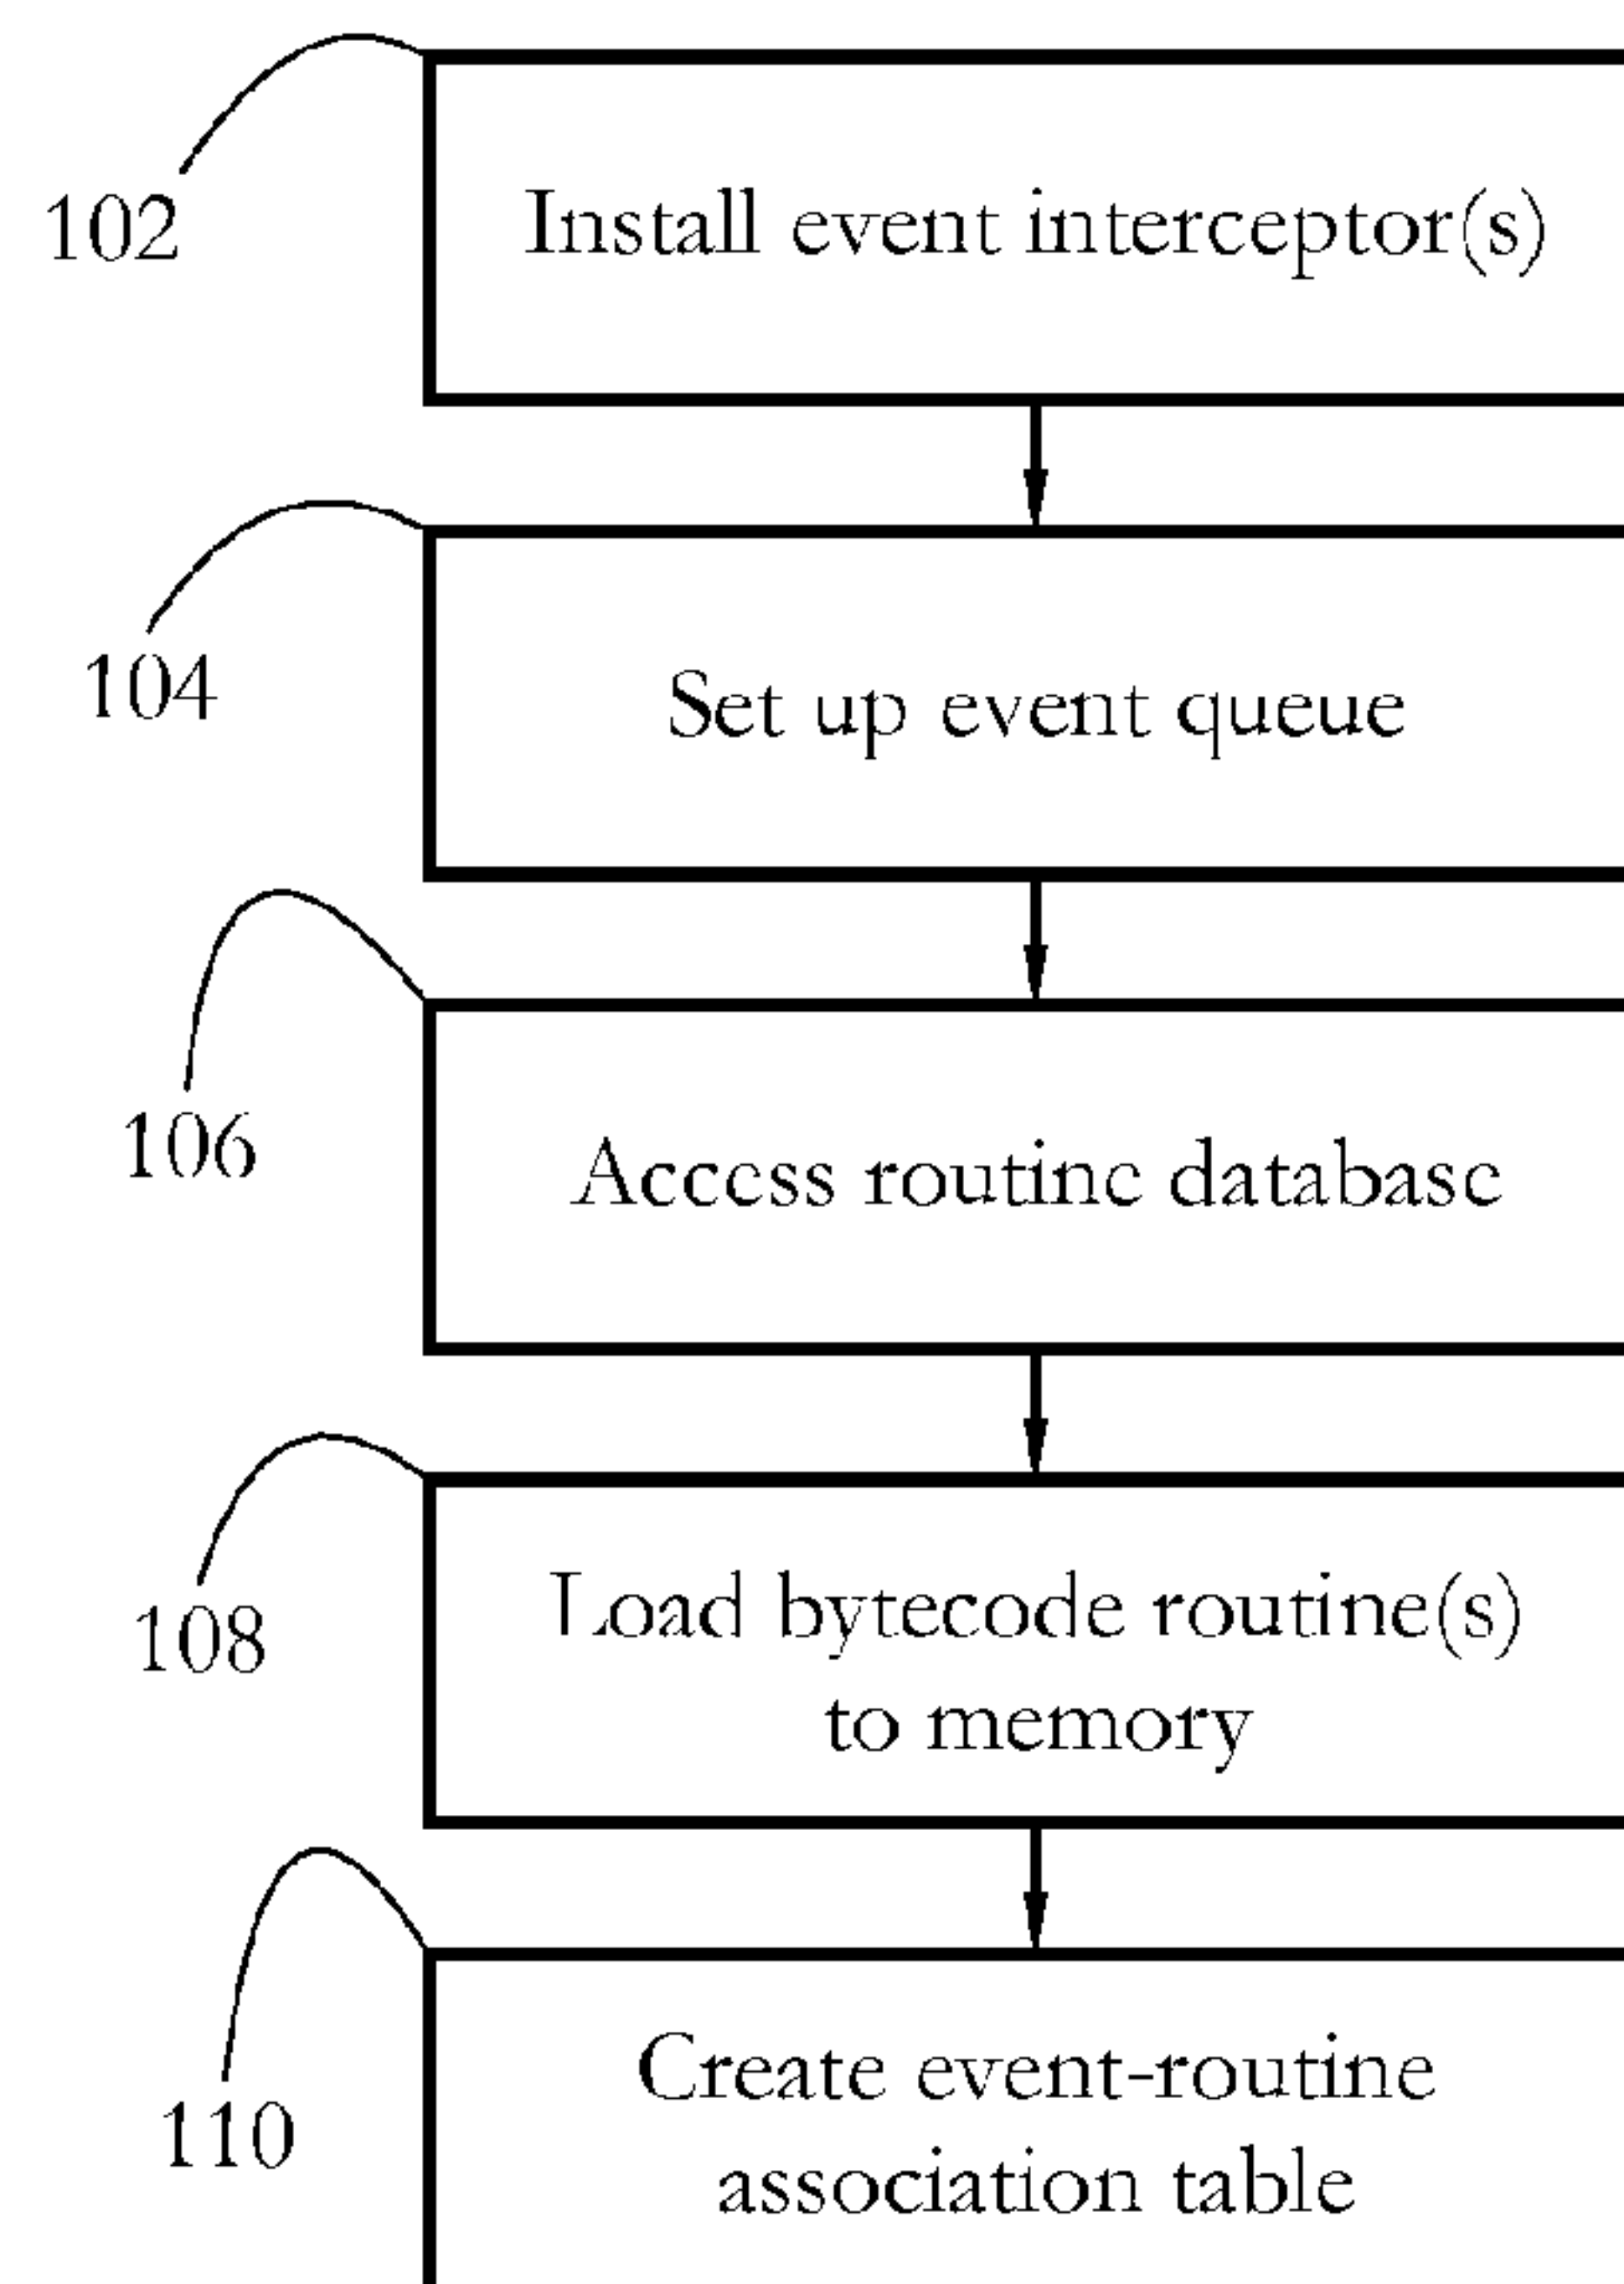 102
Install event interceptor(s)
104
Set up event queue
106
Access routine database
108
Load bytecode routine(s)
to memory
110
Create event-routine
association table